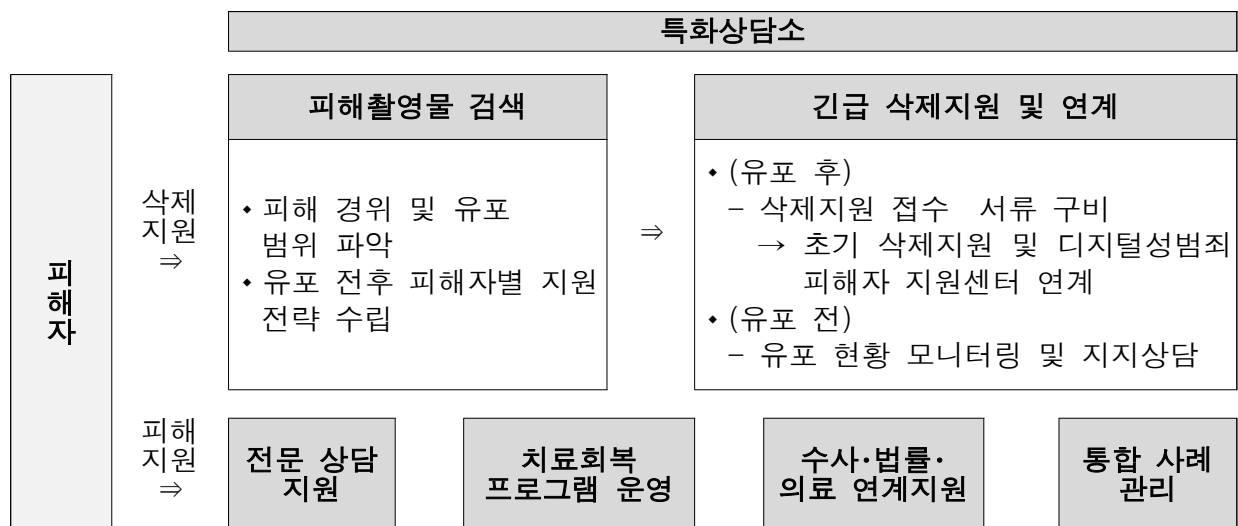 특화상담소
피해자
삭제
지원
⇒
피해촬영물 검색
◆ 피해 경위 및 유포
범위 파악
◆ 유포 전후 피해자별 지원
전략 수립
⇒
긴급 삭제지원 및 연계
◆ (유포 후)
– 삭제지원 접수 서류 구비
→ 초기 삭제지원 및 디지털성범죄
피해자 지원센터 연계
◆ (유포 전)
– 유포 현황 모니터링 및 지지상담
피해
지원
⇒
전문 상담
지원
치료회복
프로그램 운영
수사·법률·
의료 연계지원
통합 사례
관리